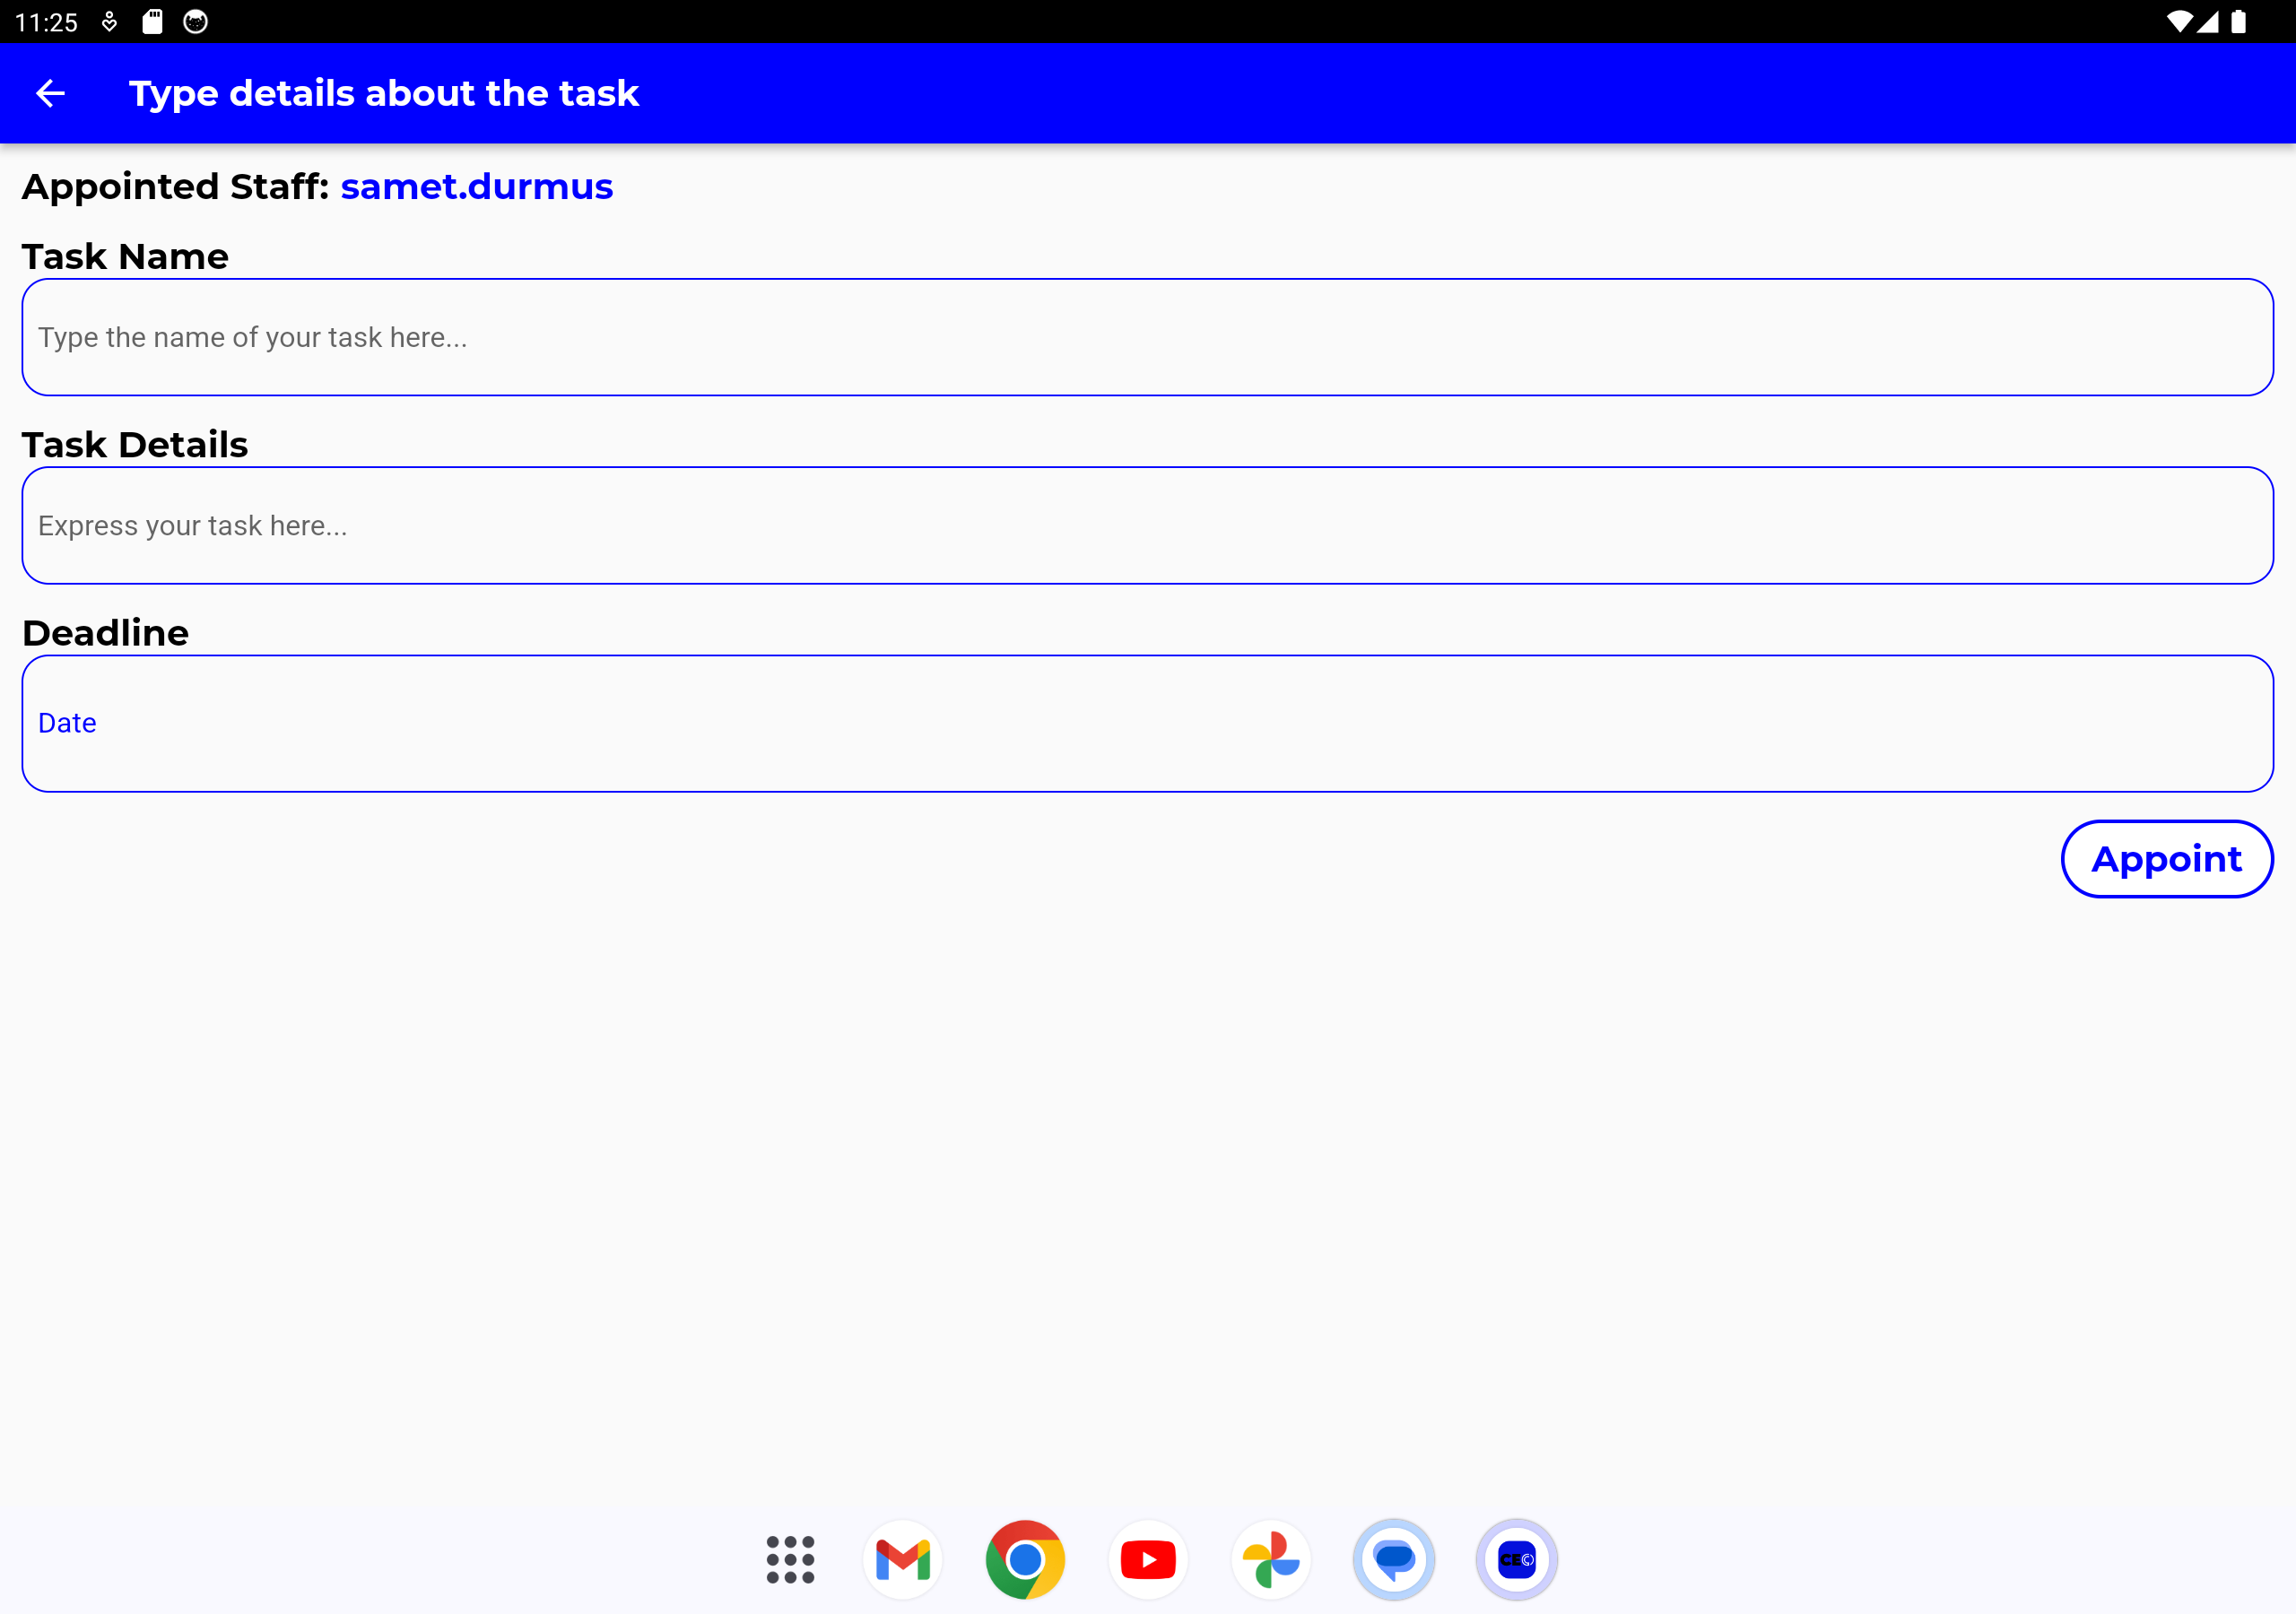 11:25
Type details about the task
Appointed Staff: samet.durmus
Task Name
Type the name of your task here...
Task Details
Express your task here...
Deadline
Date
Appoint
CEO